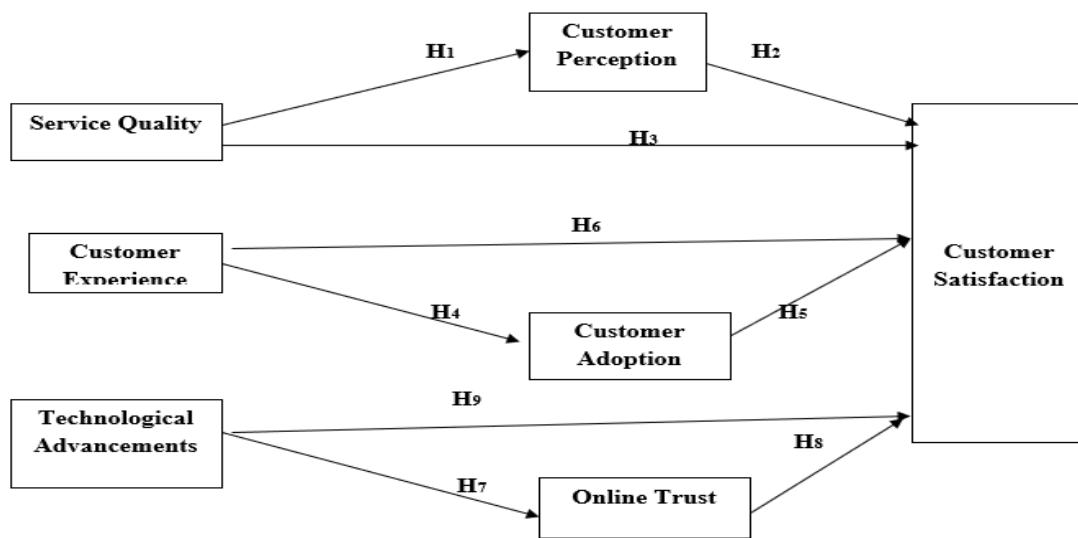 Customer
Perception
H1
H2
Service Quality
H3
H6
Customer
Experience
Customer
Satisfaction
H4
H5
Customer
Adoption
H9
Technological
Advancements
H8
H7
Online Trust